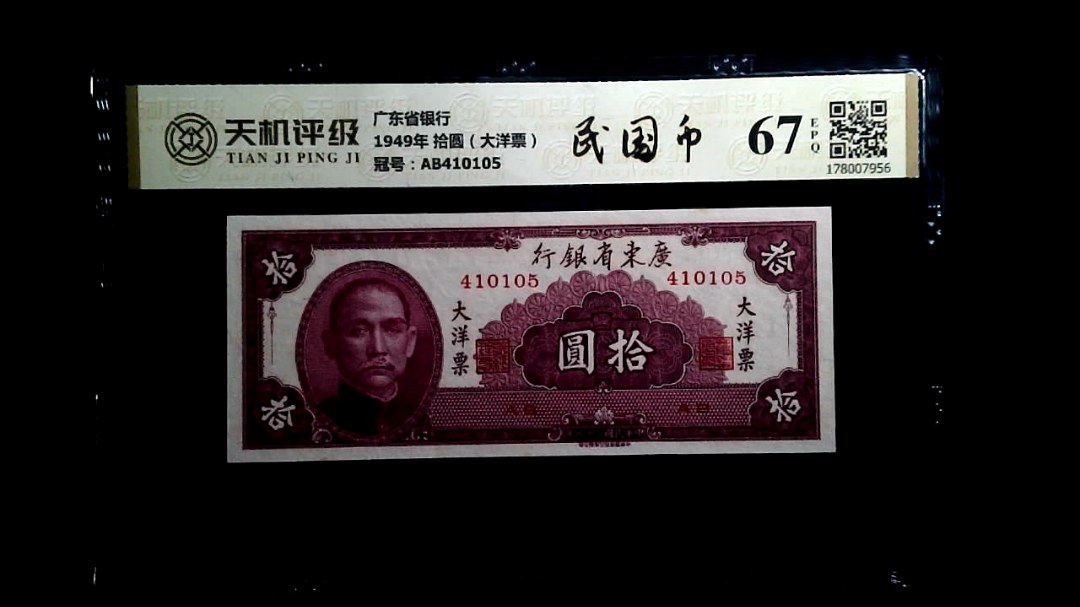 天机评级
TIAN JI PING JI
广东省银行
1949年 拾圆（大洋票）
冠号：AB410105
民国币
67
EPQ
178007956
行銀省東廣
410105
410105
拾
拾
大洋票
大洋票
圓拾
AB
AB
拾
拾